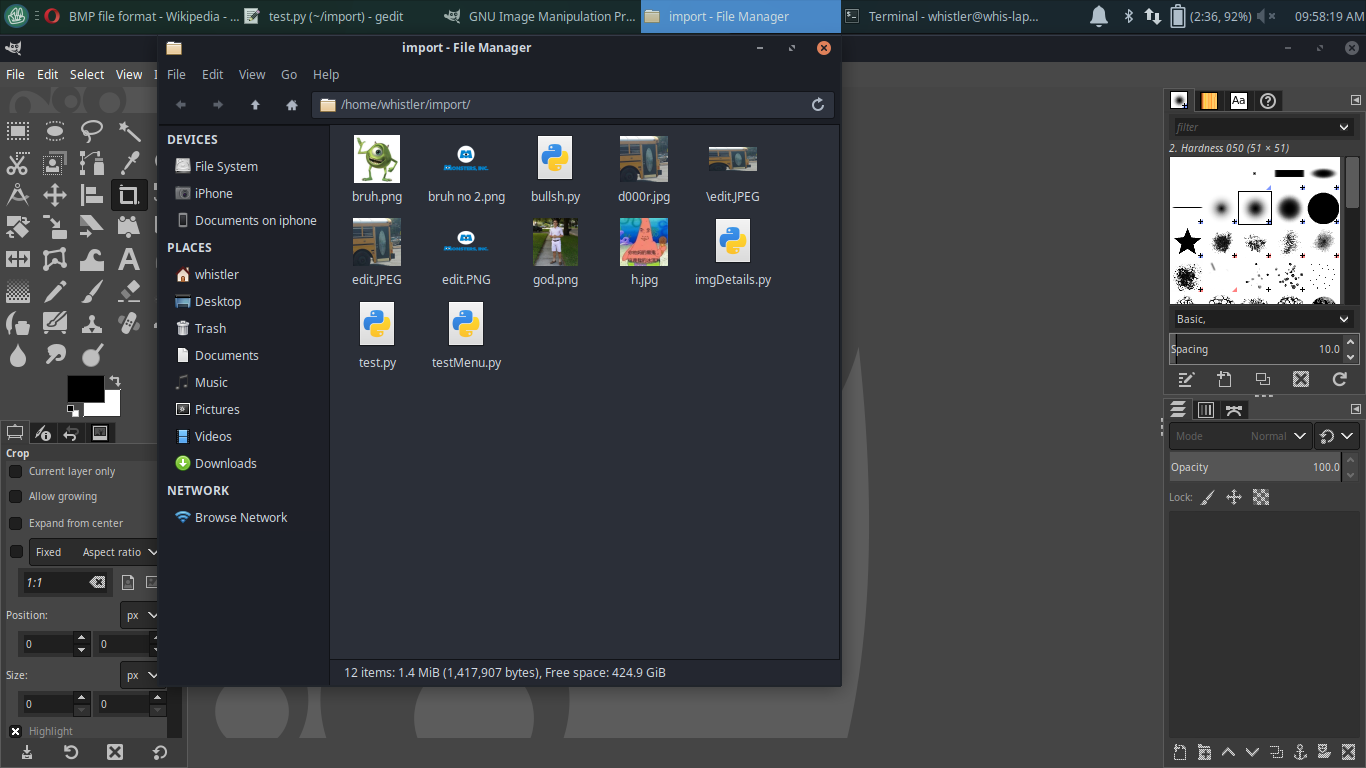 BMP file format - Wikipedia - ...
test.py (~/import) - gedit
GNU Image Manipulation Pr...
import - File Manager
Terminal - whistler@whis-lap...
(2:36, 92%)
09:58:19 AM
import - File Manager
File Edit Select View
File Edit View Go Help
/home/whistler/import/
DEVICES
File System
iPhone
Documents on iphone
PLACES
whistler
Desktop
Trash
Documents
Music
Pictures
Videos
Downloads
NETWORK
Browse Network
bruh.png
bruh no 2.png
bullsh.py
d000r.jpg
\edit.JPEG
edit.JPEG
edit.PNG
god.png
h.jpg
imgDetails.py
test.py
testMenu.py
12 items: 1.4 MiB (1,417,907 bytes), Free space: 424.9 GiB
Crop
Current layer only
Allow growing
Expand from center
Fixed Aspect ratio
1:1
Position: px
0 0
Size: px
0 0
Highlight
Aa
filter
2. Hardness 050 (51 × 51)
Basic,
Spacing 10.0
Mode Normal
Opacity 100.0
Lock: